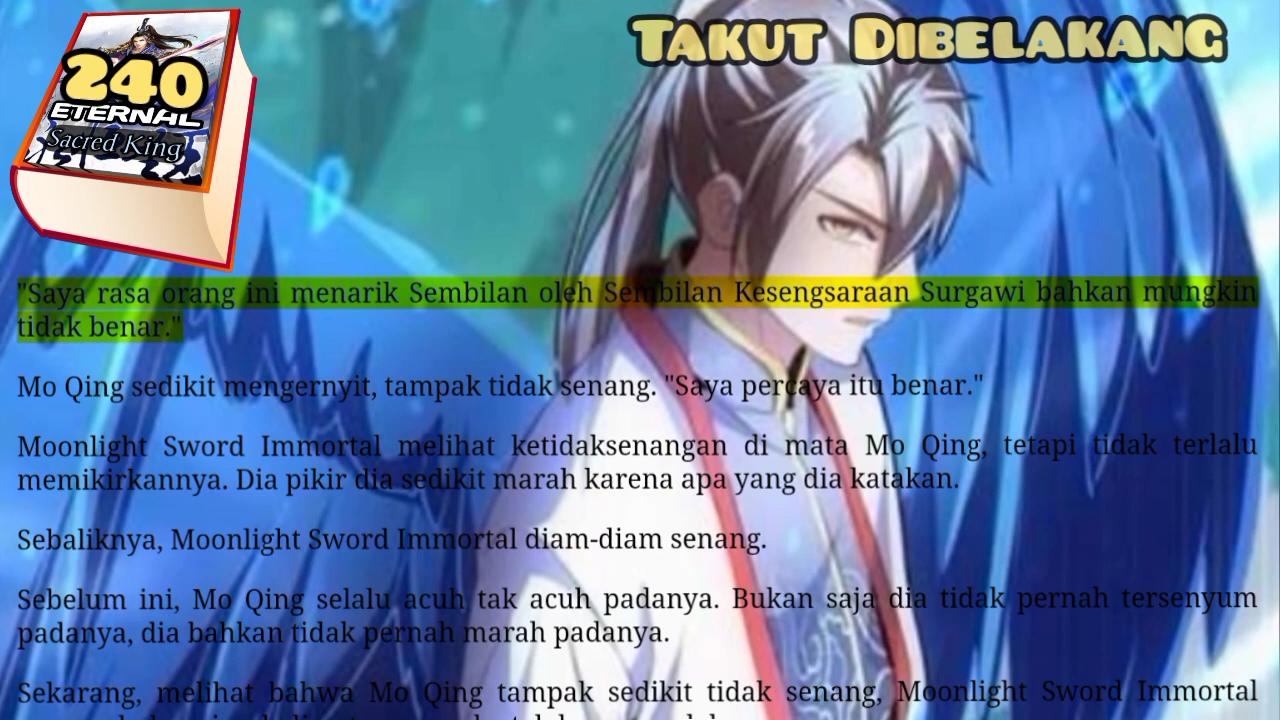 240
ETERNAL
Sacred King
TAKUT DIBELAKANG
"Saya rasa orang ini menarik Sembilan oleh Sembilan Kesengsaraan Surgawi bahkan mungkin
tidak benar."
Mo Qing sedikit mengernyit, tampak tidak senang. "Saya percaya itu benar."
Moonlight Sword Immortal melihat ketidaksenangan di mata Mo Qing, tetapi tidak terlalu
memikirkannya. Dia pikir dia sedikit marah karena apa yang dia katakan.
Sebaliknya, Moonlight Sword Immortal diam-diam senang.
Sebelum ini, Mo Qing selalu acuh tak acuh padanya. Bukan saja dia tidak pernah tersenyum
padanya, dia bahkan tidak pernah marah padanya.
Sekarang, melihat bahwa Mo Qing tampak sedikit tidak senang, Moonlight Sword Immortal